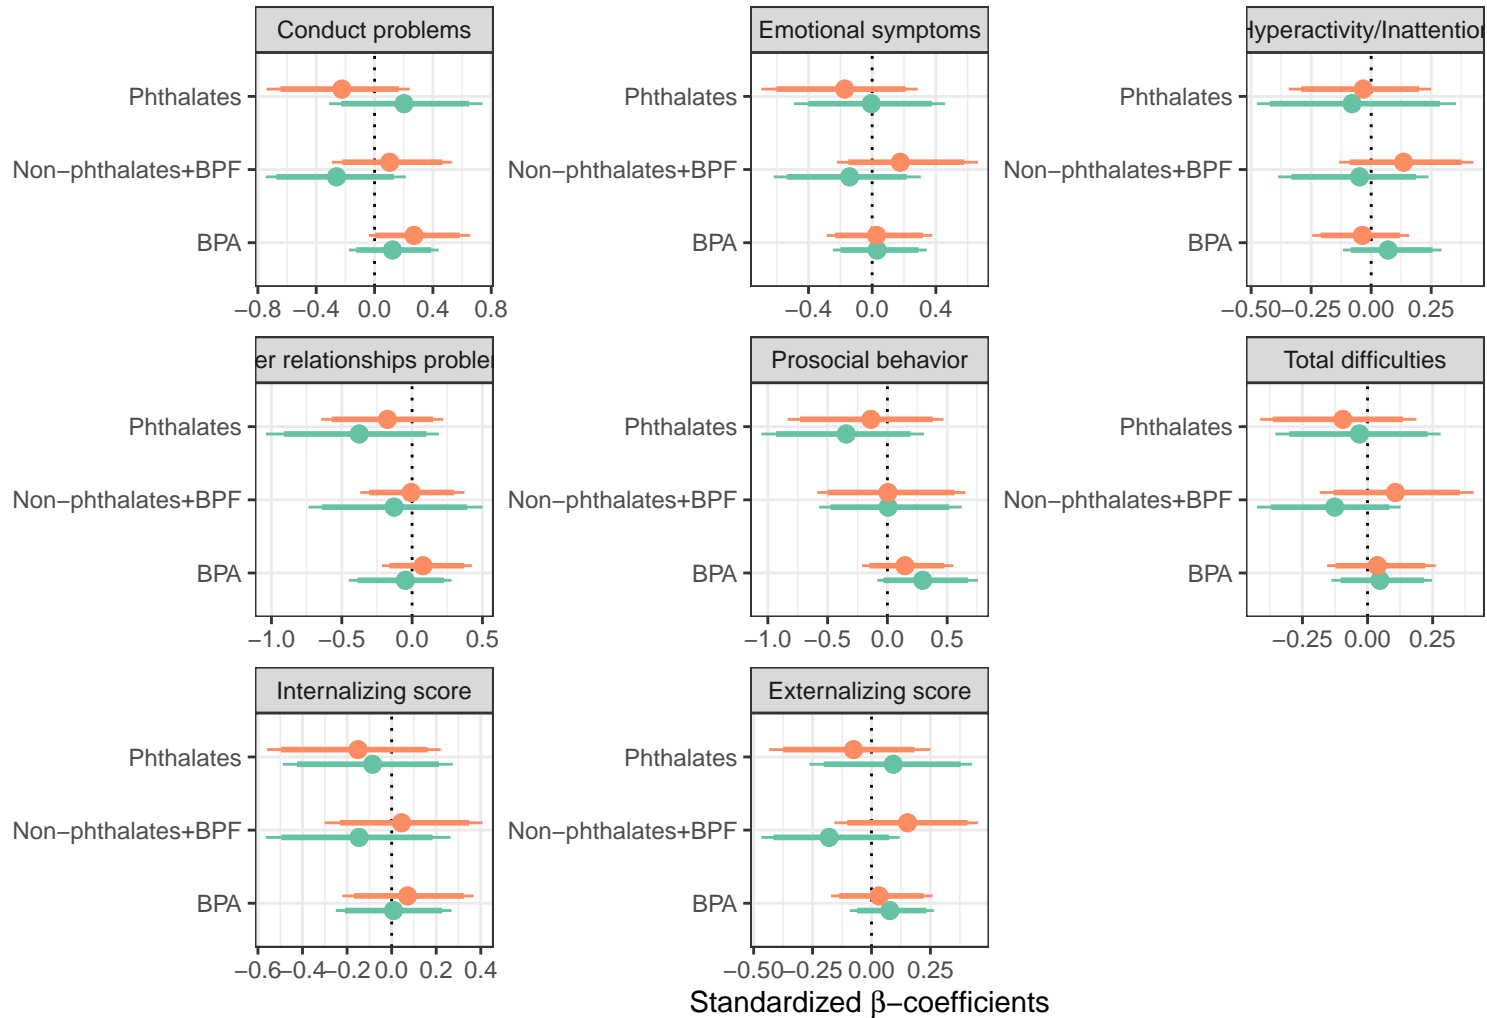 Conduct problems
Phthalates
Non−phthalates+BPF
BPA
−0.8 −0.4 0.0 0.4 0.8
Emotional symptoms
Phthalates
Non−phthalates+BPF
BPA
−0.4 0.0 0.4
Hyperactivity/Inattention
Phthalates
Non−phthalates+BPF
BPA
−0.50 −0.25 0.00 0.25
er relationships problem
Phthalates
Non−phthalates+BPF
BPA
−1.0 −0.5 0.0 0.5
Prosocial behavior
Phthalates
Non−phthalates+BPF
BPA
−1.0 −0.5 0.0 0.5
Total difficulties
Phthalates
Non−phthalates+BPF
BPA
−0.25 0.00 0.25
Internalizing score
Phthalates
Non−phthalates+BPF
BPA
−0.6 −0.4 −0.2 0.0 0.2 0.4
Externalizing score
Phthalates
Non−phthalates+BPF
BPA
−0.50 −0.25 0.00 0.25
Standardized β−coefficients